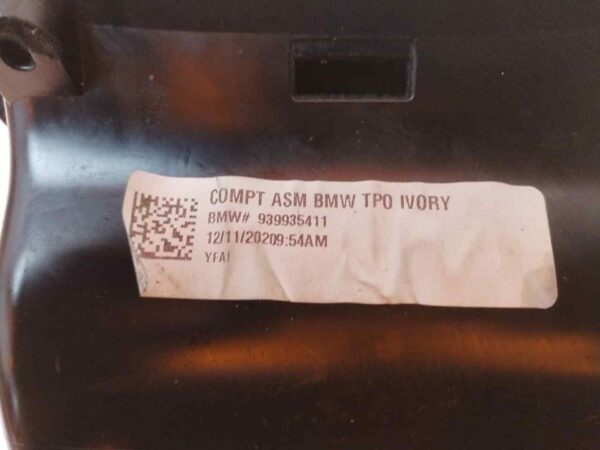 COMPT ASM BMW TPO IVORY
BMW# 939935411
12/11/20209:54AM
YFAI